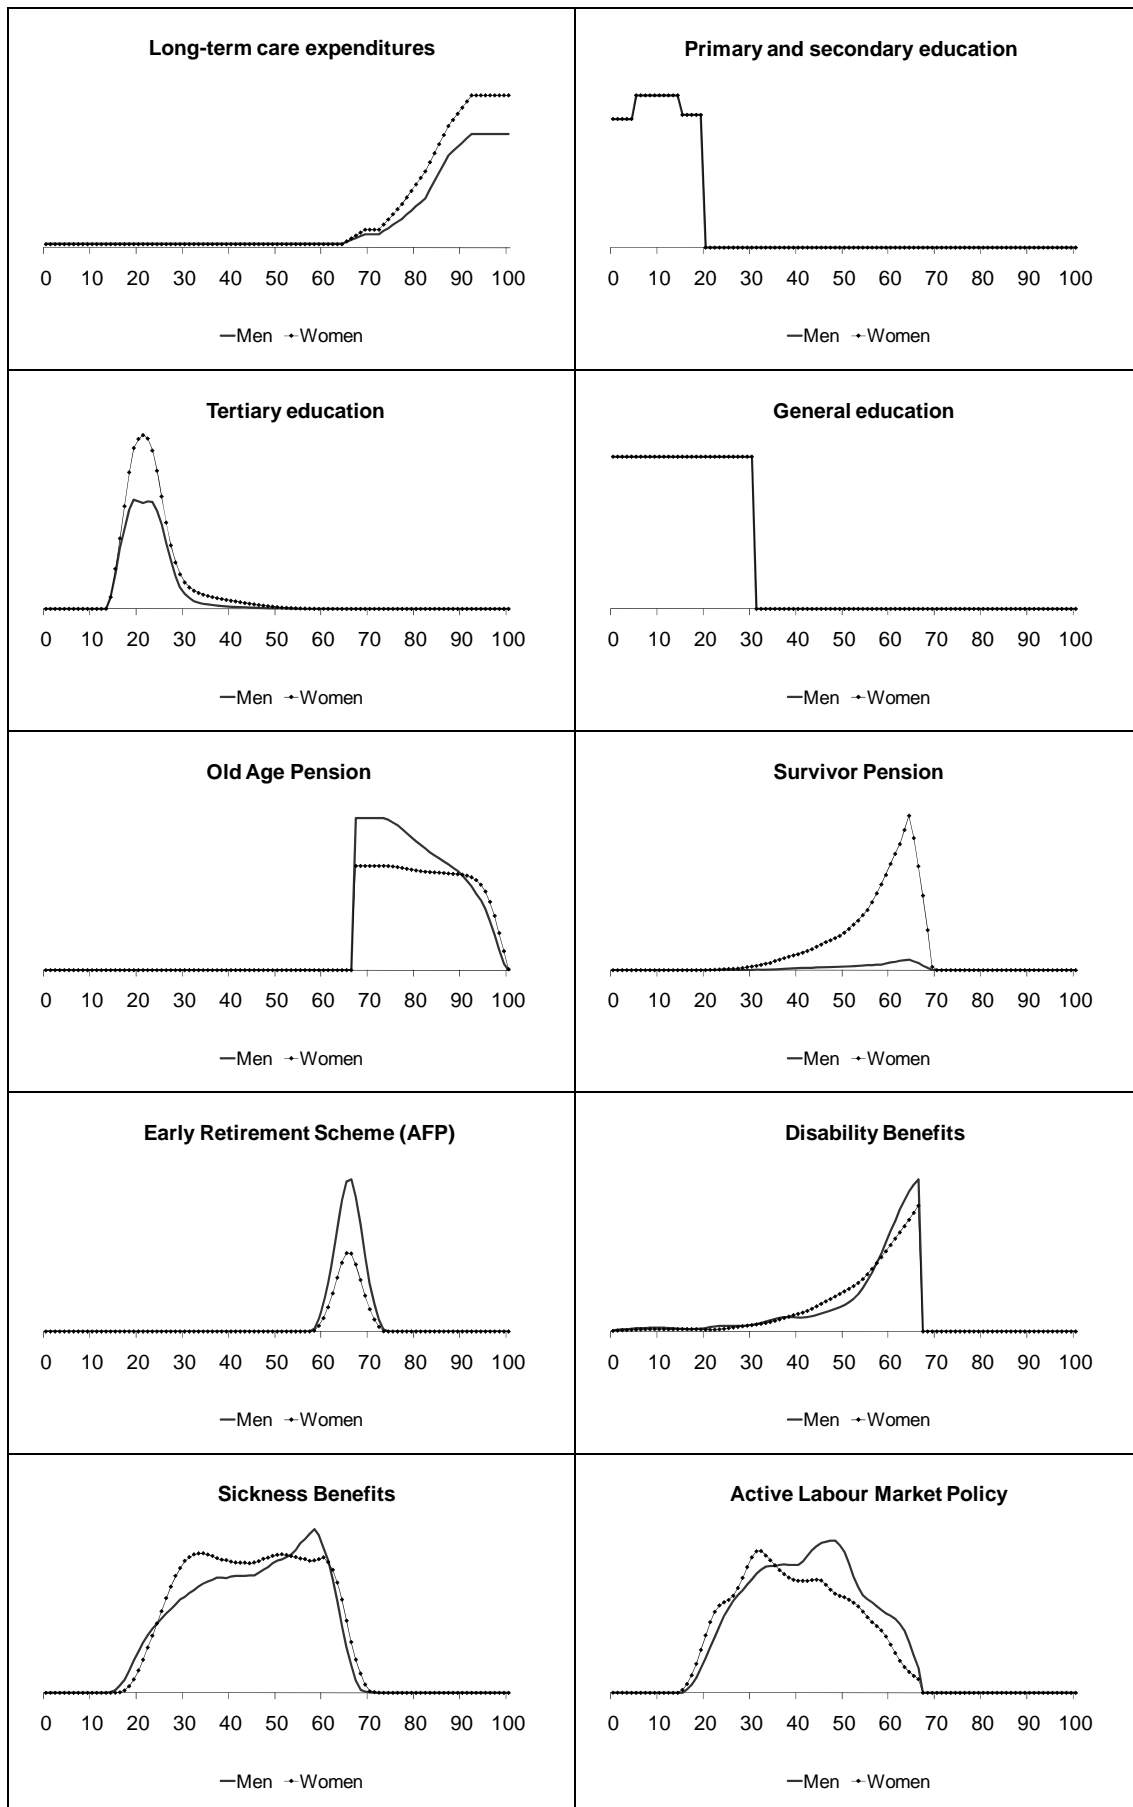 Long-term care expenditures
0 10 20 30 40 50 60 70 80 90 100
Men Women
Primary and secondary education
0 10 20 30 40 50 60 70 80 90 100
Men Women
Tertiary education
0 10 20 30 40 50 60 70 80 90 100
Men Women
General education
0 10 20 30 40 50 60 70 80 90 100
Men Women
Old Age Pension
0 10 20 30 40 50 60 70 80 90 100
Men Women
Survivor Pension
0 10 20 30 40 50 60 70 80 90 100
Men Women
Early Retirement Scheme (AFP)
0 10 20 30 40 50 60 70 80 90 100
Men Women
Disability Benefits
0 10 20 30 40 50 60 70 80 90 100
Men Women
Sickness Benefits
0 10 20 30 40 50 60 70 80 90 100
Men Women
Active Labour Market Policy
0 10 20 30 40 50 60 70 80 90 100
Men Women